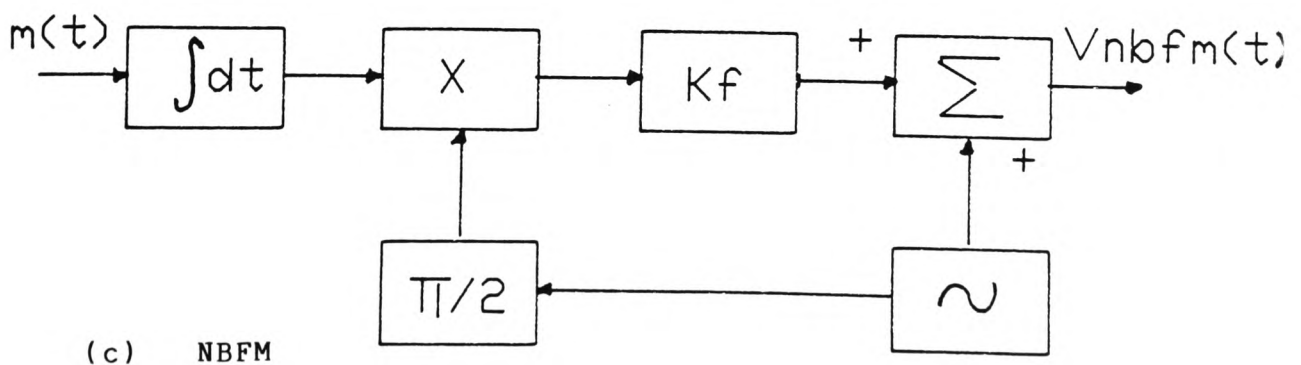 m(t)
∫dt
X
Kf
+
Σ
Vnbfm(t)
+
π/2
~
(c) NBFM